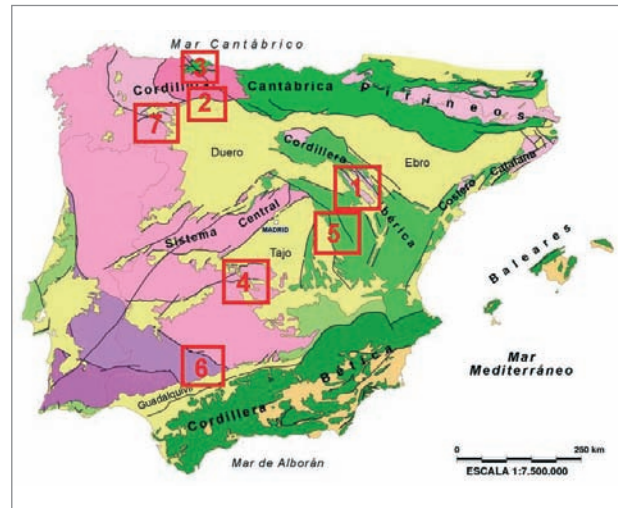 Mar Cantábrico
3
Cordillera Cantábrica
2
Pirineos
7
Duero
Cordillera
Ebro
Costero Catalana
1
Ibérica
Sistema Central
MADRID
5
Tajo
4
Baleares
6
Mar
Mediterráneo
Guadalquivir
Cordillera Bética
0 250 km
ESCALA 1:7.500.000
Mar de Alborán